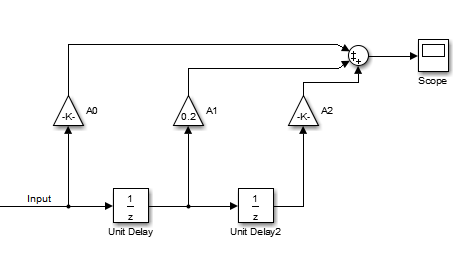 +
+
+
Scope
A0
-K-
A1
0.2
A2
-K-
Input
1
z
Unit Delay
1
z
Unit Delay2